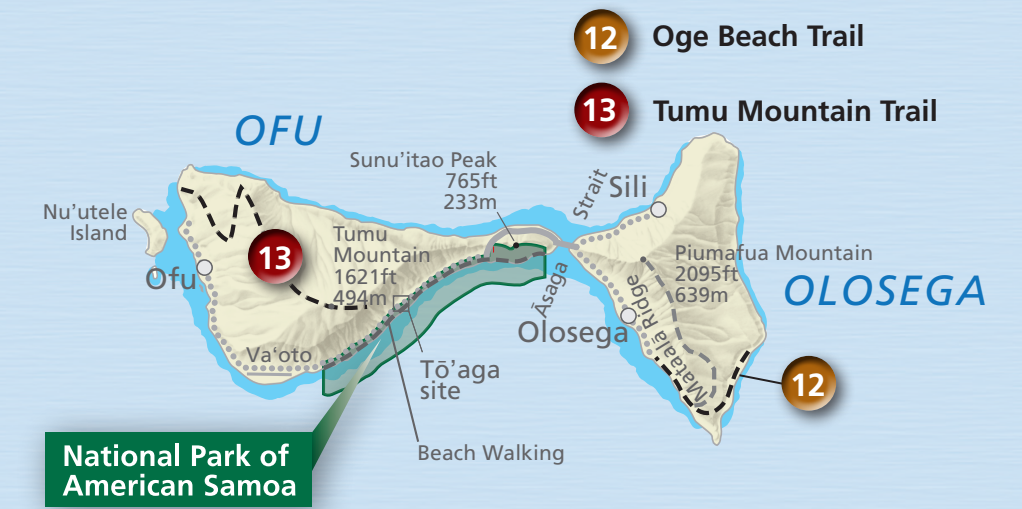 12 Oge Beach Trail
13 Tumu Mountain Trail
OFU
Sunu’itao Peak
765ft
233m
Strait
Sili
Nu’utele
Island
Tumu
Mountain
1621ft
494m
13
Ofu
Piumafua Mountain
2095ft
639m
OLOSEGA
Āsaga
Olosega
Mataalā Ridge
Va‘oto
Tō’aga
site
12
Beach Walking
National Park of
American Samoa